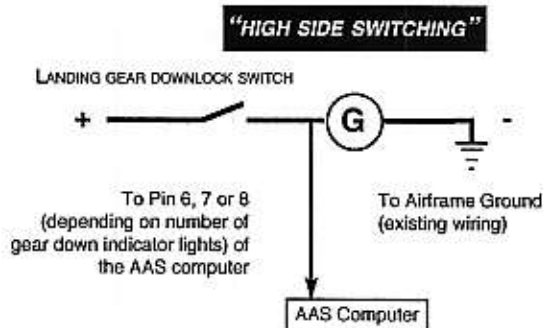 "HIGH SIDE SWITCHING"
LANDING GEAR DOWNLOCK SWITCH
+
G
-
To Pin 6, 7 or 8
(depending on number of
gear down indicator lights) of
the AAS computer
To Airframe Ground
(existing wiring)
AAS Computer